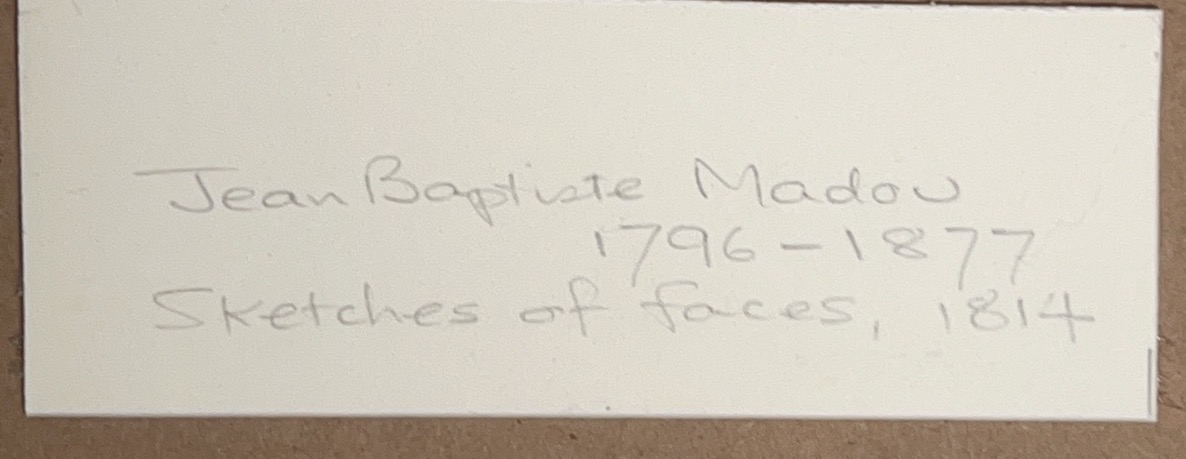 Jean Baptiste Madou
1796-1877
Sketches of faces, 1814